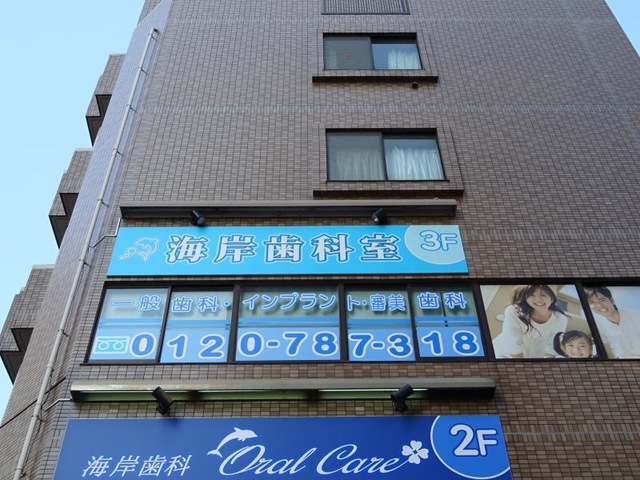 海岸歯科室 3F
一般歯科・インプラント・審美歯科
0120-787-318
海岸歯科 Oral Care 2F